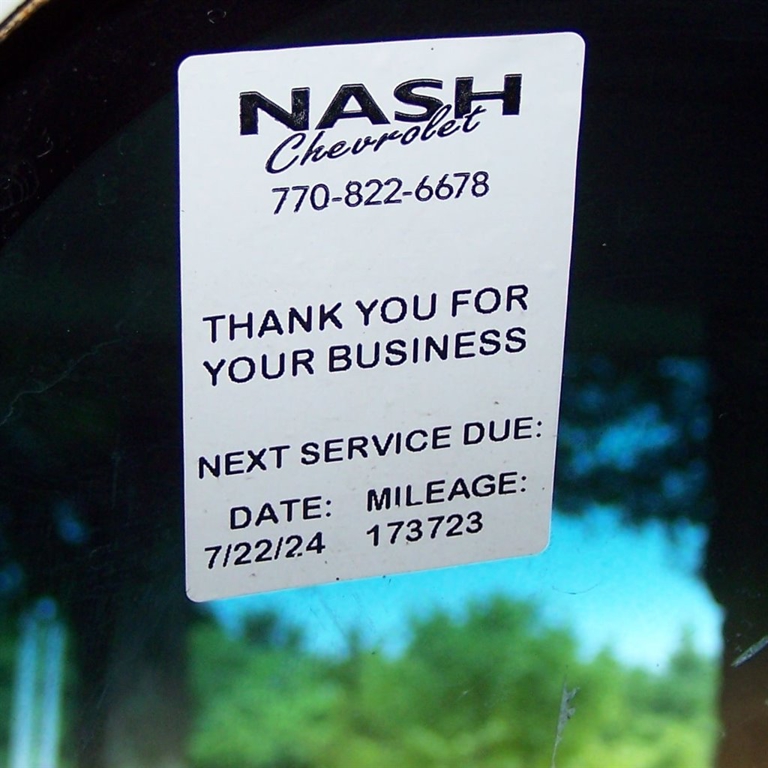 NASH
Chevrolet
770-822-6678
THANK YOU FOR
YOUR BUSINESS
NEXT SERVICE DUE:
DATE: MILEAGE:
7/22/24 173723